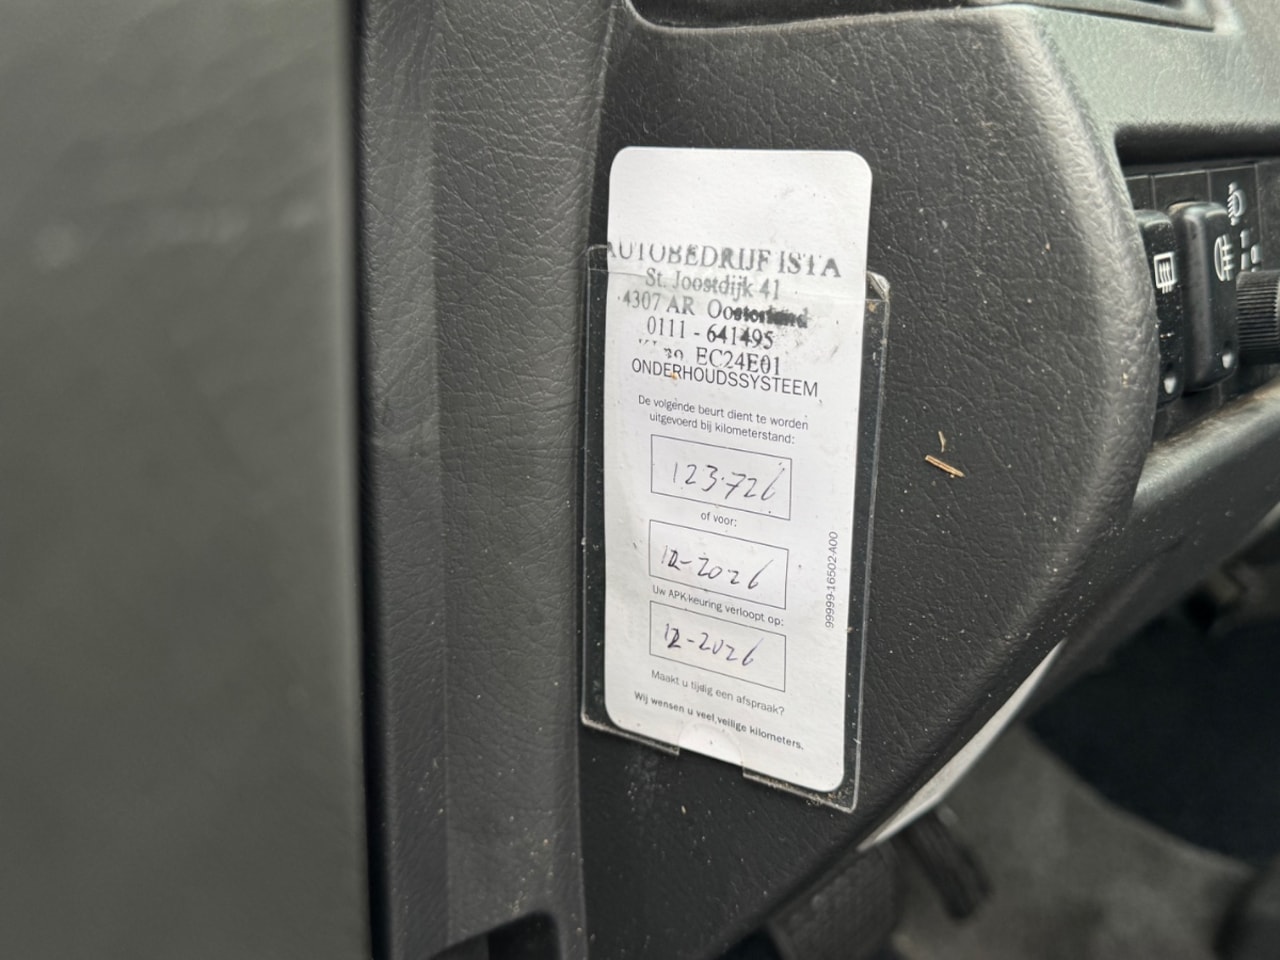 AUTOBEDRIJF ISTA
St. Joostdijk 41
4307 AR Oosterland
0111 - 641495
EC24E01
ONDERHOUDSSYSTEEM
De volgende beurt dient te worden
uitgevoerd bij kilometerstand:
123.726
of voor:
12-2026
Uw APK-keuring verloopt op:
12-2026
Maakt u tijdig een afspraak?
Wij wensen u veel veilige kilometers.
99999-16502-A00